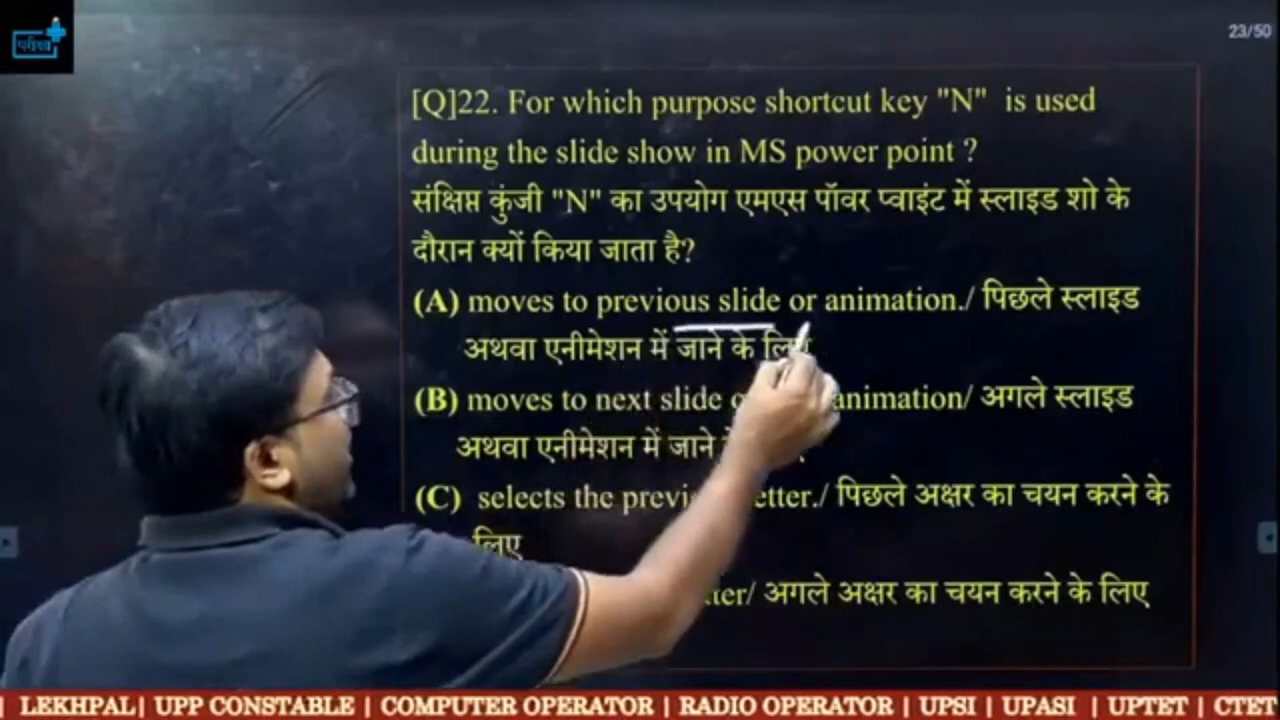 परीक्षा
23/50
[Q]22. For which purpose shortcut key "N" is used
during the slide show in MS power point ?
संक्षिप्त कुंजी "N" का उपयोग एमएस पॉवर प्वाइंट में स्लाइड शो के
दौरान क्यों किया जाता है?
(A) moves to previous slide or animation./ पिछले स्लाइड
अथवा एनीमेशन में जाने के लिए
(B) moves to next slide animation/ अगले स्लाइड
अथवा एनीमेशन में जाने
(C) selects the previ etter./ पिछले अक्षर का चयन करने के
लिए
tter/ अगले अक्षर का चयन करने के लिए
| LEKHPAL| UPP CONSTABLE | COMPUTER OPERATOR | RADIO OPERATOR | UPSI | UPASI | UPTET | CTET